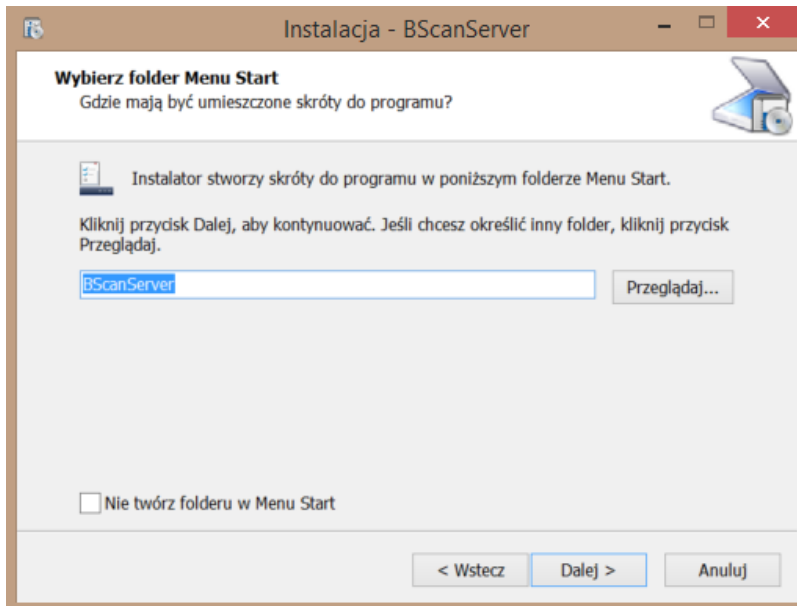 Instalacja - BScanServer
Wybierz folder Menu Start
Gdzie mają być umieszczone skróty do programu?
Instalator stworzy skróty do programu w poniższym folderze Menu Start.
Kliknij przycisk Dalej, aby kontynuować. Jeśli chcesz określić inny folder, kliknij przycisk
Przeglądaj.
BScanServer
Przeglądaj...
Nie twórz folderu w Menu Start
< Wstecz
Dalej >
Anuluj